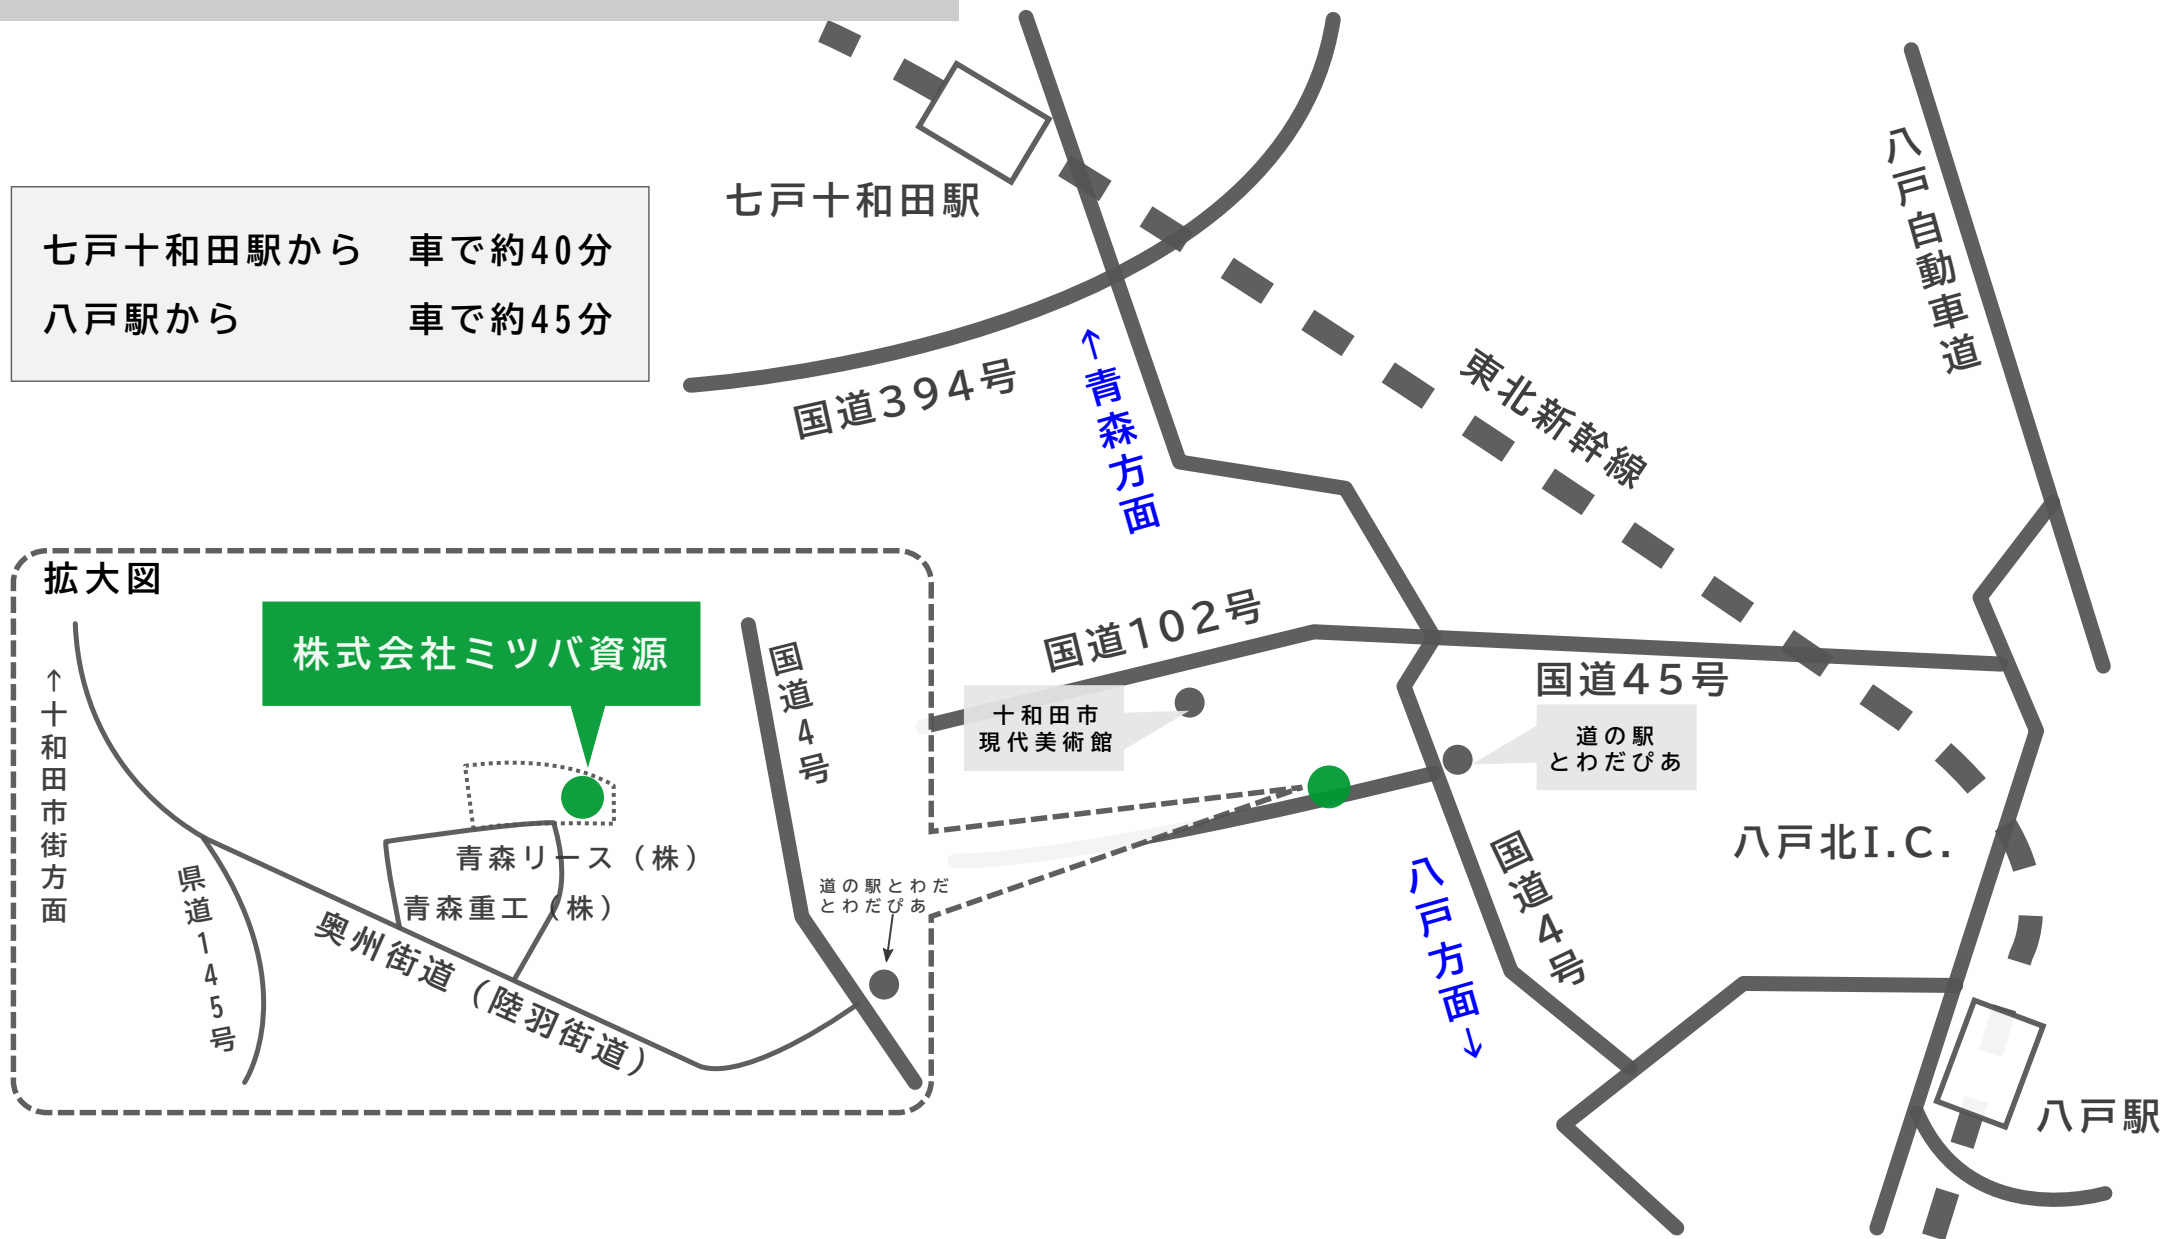 七戸十和田駅
七戸十和田駅から　車で約40分
八戸駅から　車で約45分
八戸自動車道
国道394号
↑青森方面
東北新幹線
拡大図
株式会社ミツバ資源
国道4号
国道102号
国道45号
十和田市
現代美術館
道の駅
とわだぴあ
↑十和田市街方面
県道145号
青森リース（株）
青森重工（株）
奥州街道（陸羽街道）
道の駅とわだ
とわだぴあ
八戸方面↓
国道4号
八戸北I.C.
八戸駅